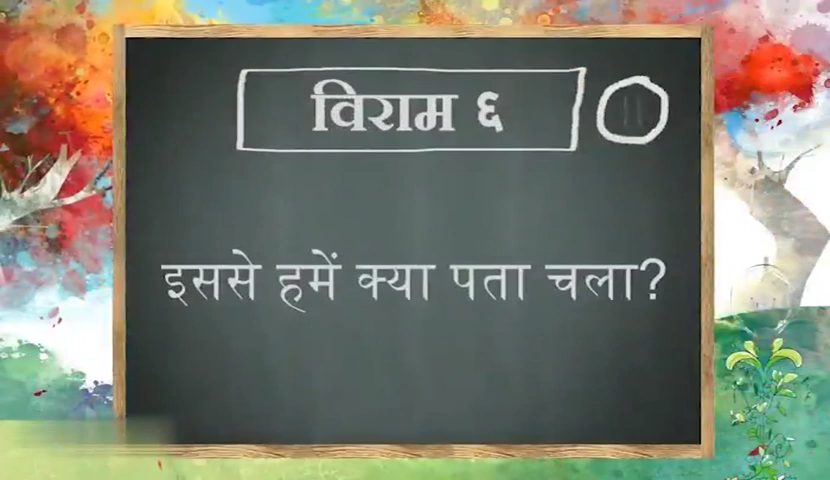 विराम ६
इससे हमें क्या पता चला?